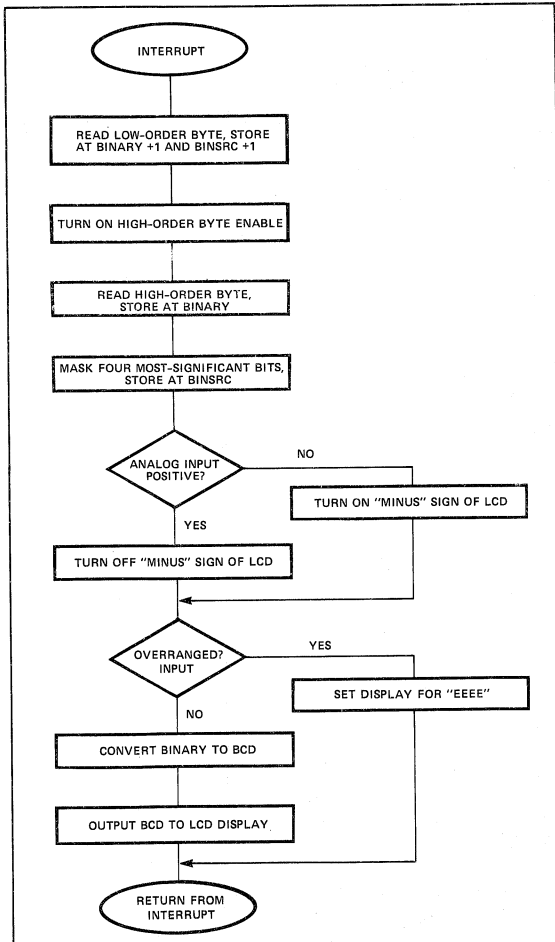 INTERRUPT
READ LOW-ORDER BYTE, STORE
AT BINARY +1 AND BINSRC +1
TURN ON HIGH-ORDER BYTE ENABLE
READ HIGH-ORDER BYTE,
STORE AT BINARY
MASK FOUR MOST-SIGNIFICANT BITS,
STORE AT BINSRC
ANALOG INPUT
POSITIVE?
NO
TURN ON "MINUS" SIGN OF LCD
YES
TURN OFF "MINUS" SIGN OF LCD
OVERRANGED?
INPUT
YES
SET DISPLAY FOR "EEEE"
NO
CONVERT BINARY TO BCD
OUTPUT BCD TO LCD DISPLAY
RETURN FROM
INTERRUPT